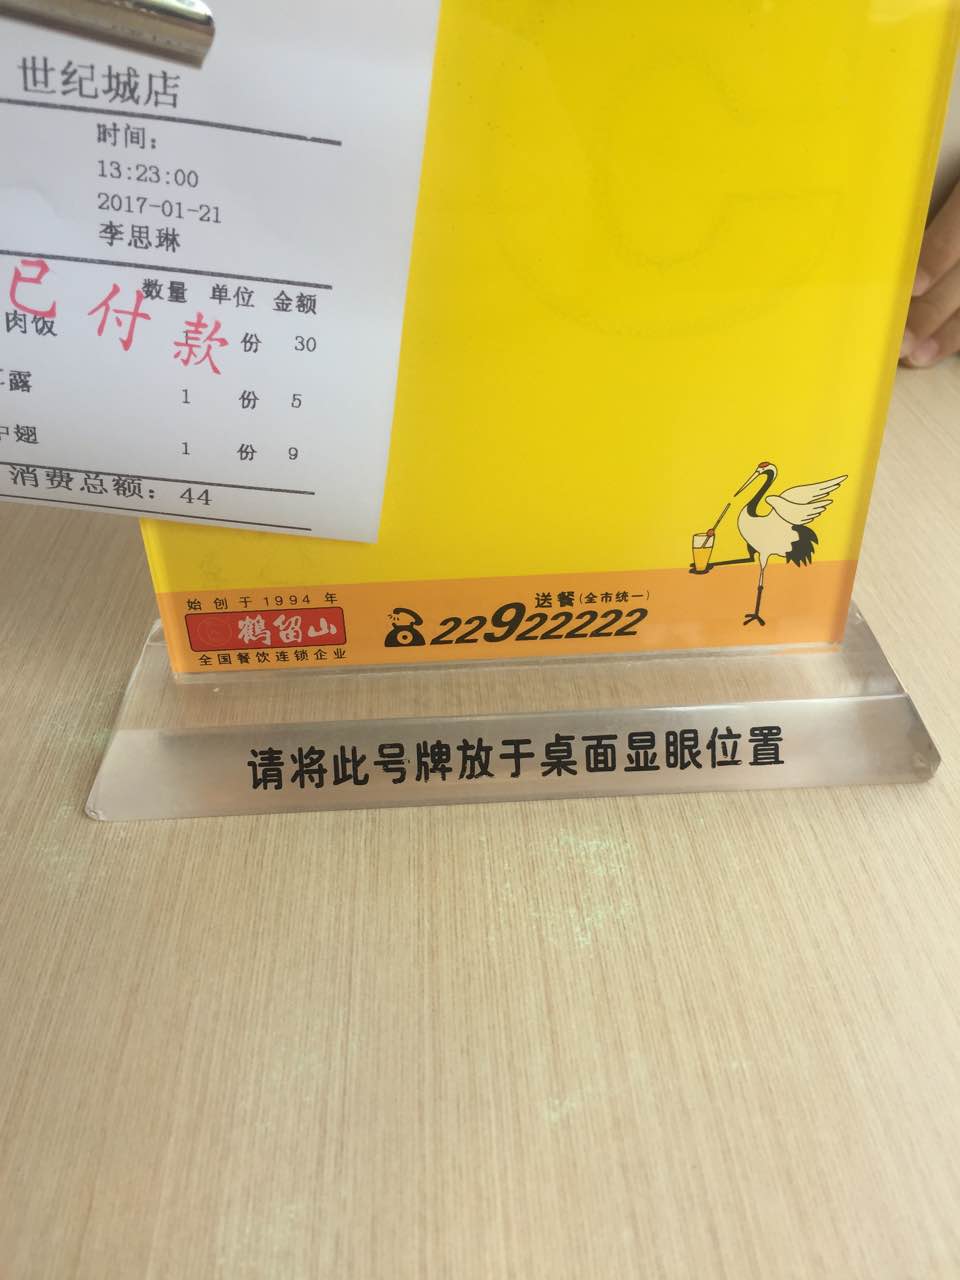 世纪城店
时间：
13:23:00
2017-01-21
李思琳
数量 单位 金额
已付款
肉饭 1 份 30
露 1 份 5
中翅 1 份 9
消费总额：44
始创于1994年
鹤留山
全国餐饮连锁企业
送餐(全市统一)
22922222
请将此号牌放于桌面显眼位置